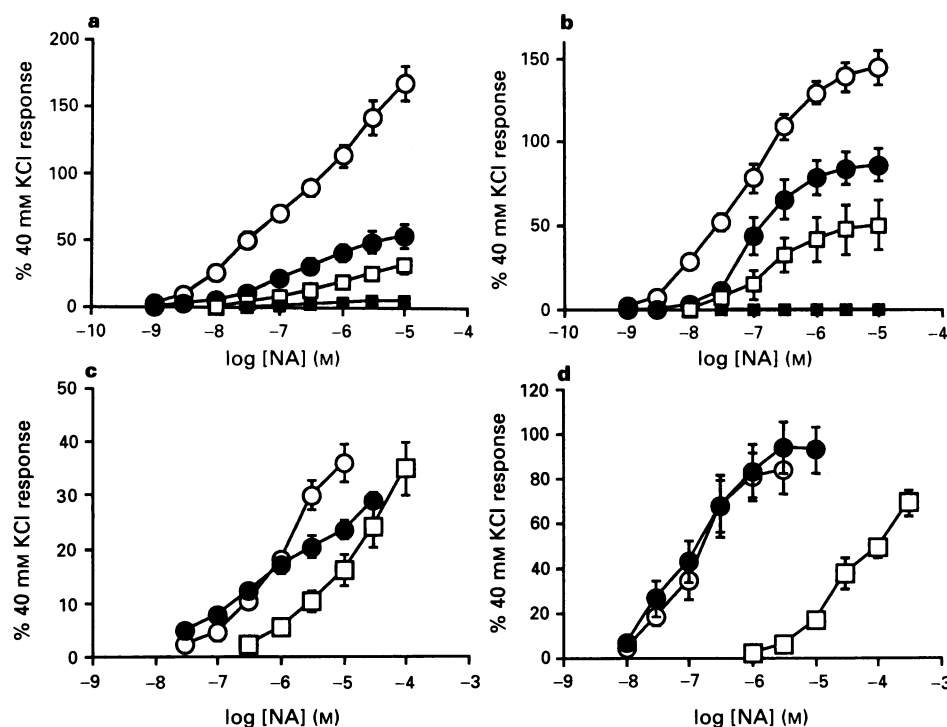 a
% 40 mM KCl response
200
150
100
50
0
−10 −9 −8 −7 −6 −5 −4
log [NA] (M)
b
% 40 mM KCl response
150
100
50
0
−10 −9 −8 −7 −6 −5 −4
log [NA] (M)
c
% 40 mM KCl response
50
40
30
20
10
0
−9 −8 −7 −6 −5 −4 −3
log [NA] (M)
d
% 40 mM KCl response
120
100
80
60
40
20
0
−9 −8 −7 −6 −5 −4 −3
log [NA] (M)